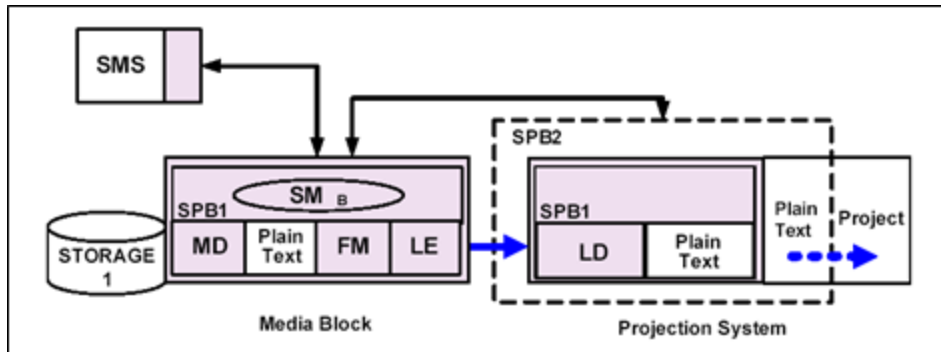 SMS
SPB2
SM B
SPB1
MD
Plain
Text
FM
LE
STORAGE
1
SPB1
LD
Plain
Text
Plain
Text
Project
Media Block
Projection System